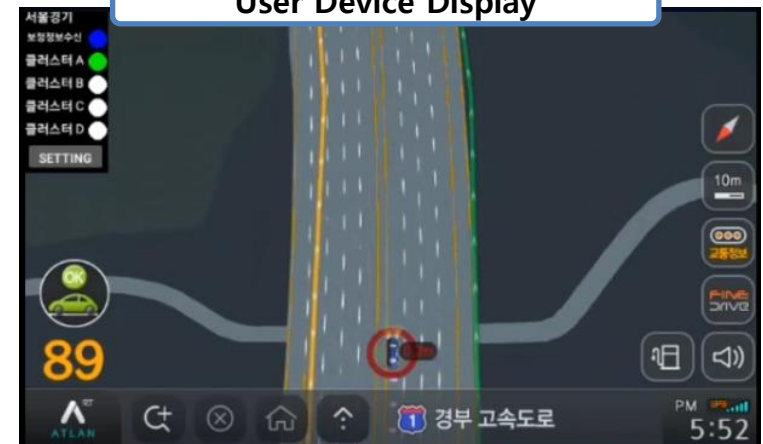 User Device Display
서울경기
보정정보수신
클러스터 A
클러스터 B
클러스터 C
클러스터 D
SETTING
10m
교통정보
FINE
DRIVE
OK
89
ATLAN
1
경부 고속도로
PM
GPS
5:52